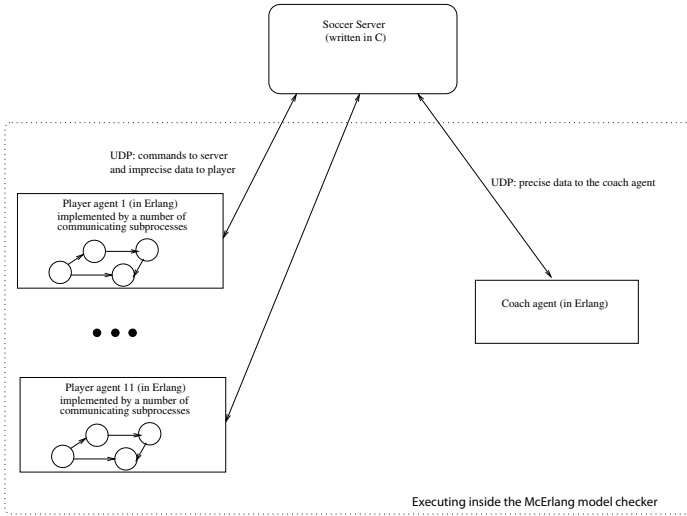 Soccer Server
(written in C)
UDP: commands to server
and imprecise data to player
UDP: precise data to the coach agent
Player agent 1 (in Erlang)
implemented by a number of
communicating subprocesses
Coach agent (in Erlang)
Player agent 11 (in Erlang)
implemented by a number of
communicating subprocesses
Executing inside the McErlang model checker